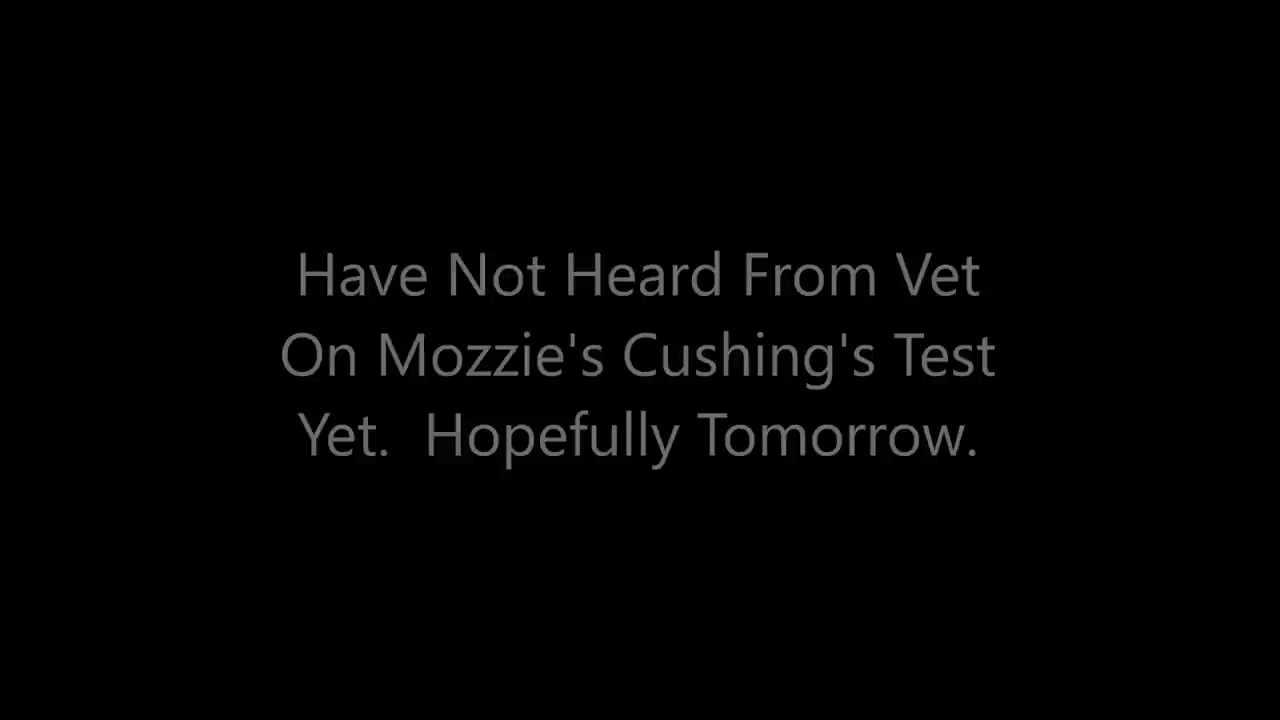 Have Not Heard From Vet
On Mozzie's Cushing's Test
Yet.  Hopefully Tomorrow.